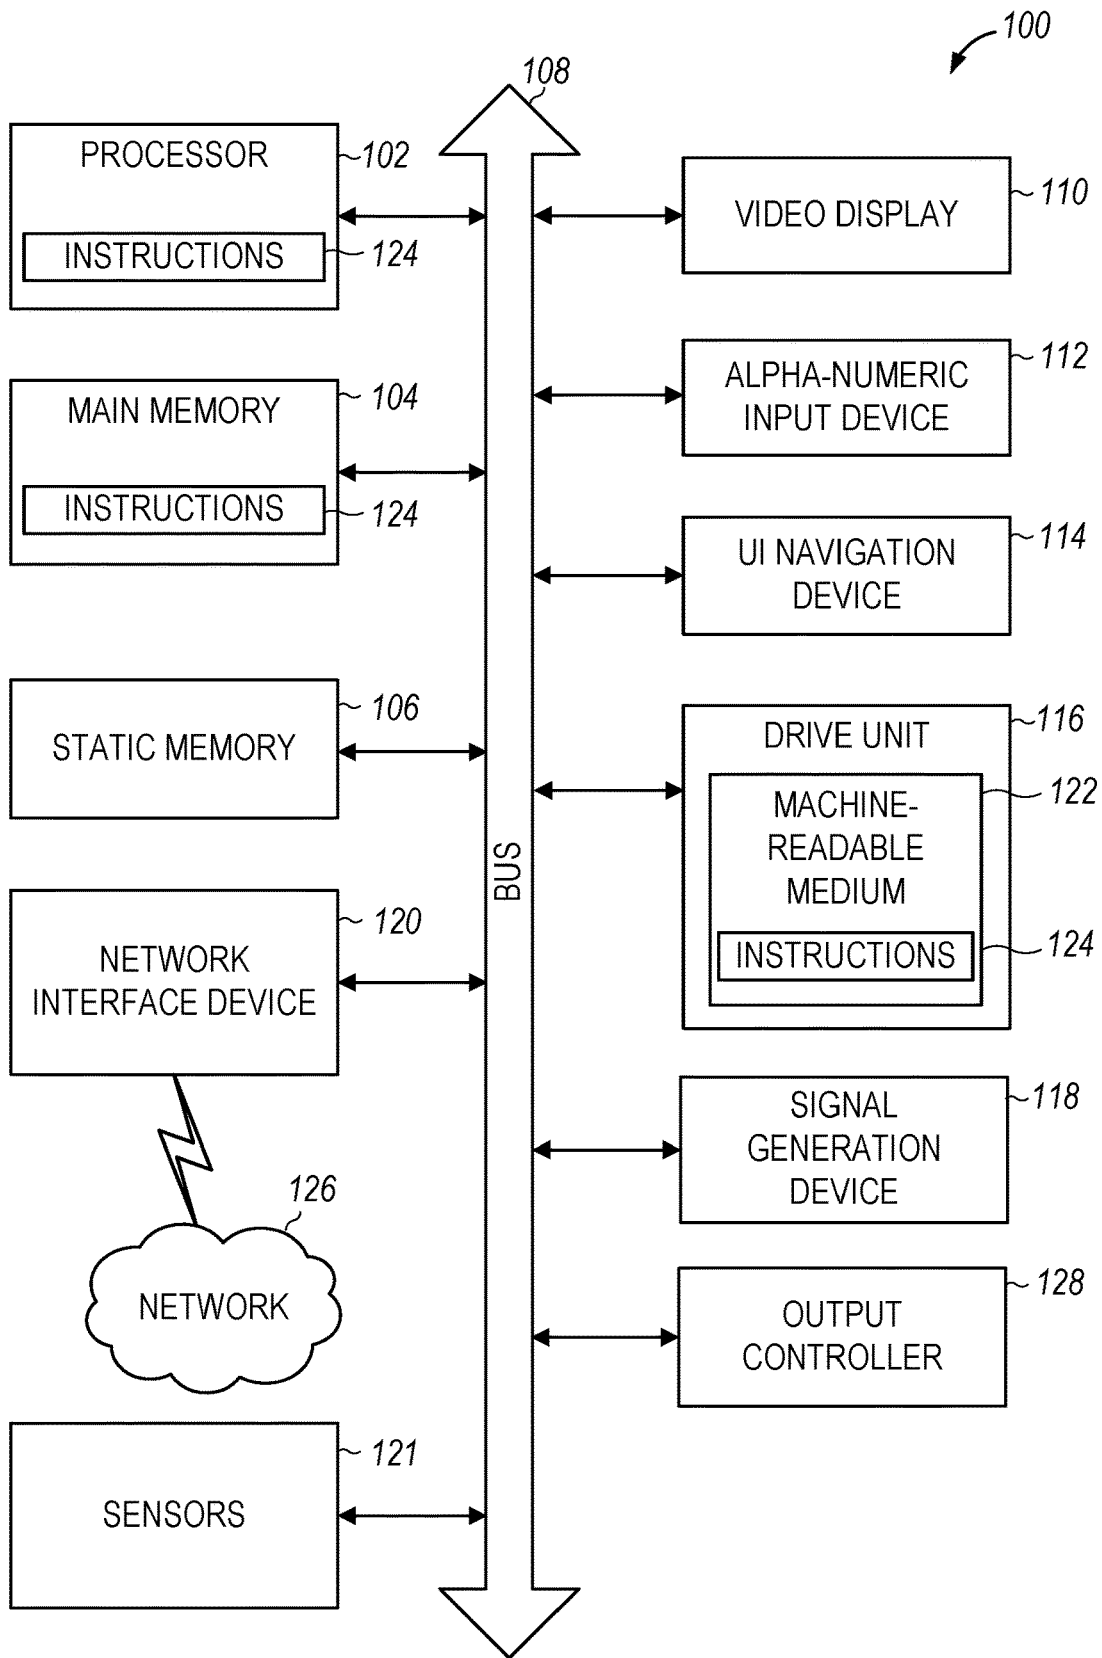 100
108
PROCESSOR
102
INSTRUCTIONS
124
MAIN MEMORY
104
INSTRUCTIONS
124
STATIC MEMORY
106
NETWORK
INTERFACE DEVICE
120
126
NETWORK
SENSORS
121
BUS
VIDEO DISPLAY
110
ALPHA-NUMERIC
INPUT DEVICE
112
UI NAVIGATION
DEVICE
114
DRIVE UNIT
116
MACHINE-
READABLE
MEDIUM
122
INSTRUCTIONS
124
SIGNAL
GENERATION
DEVICE
118
OUTPUT
CONTROLLER
128